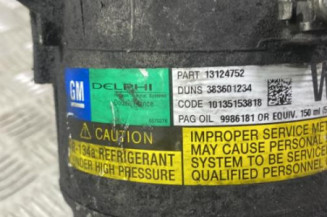 GM
DELPHI
PART 13124752
DUNS 383601234
CODE 10135153818
PAG OIL 9986181 OR EQUIV. 150 ml
CAUTION
R-134a REFRIGERANT
UNDER HIGH PRESSURE
IMPROPER SERVICE ME
MAY CAUSE PERSONAL
SYSTEM TO BE SERVICE
QUALIFIED PERSONNEL